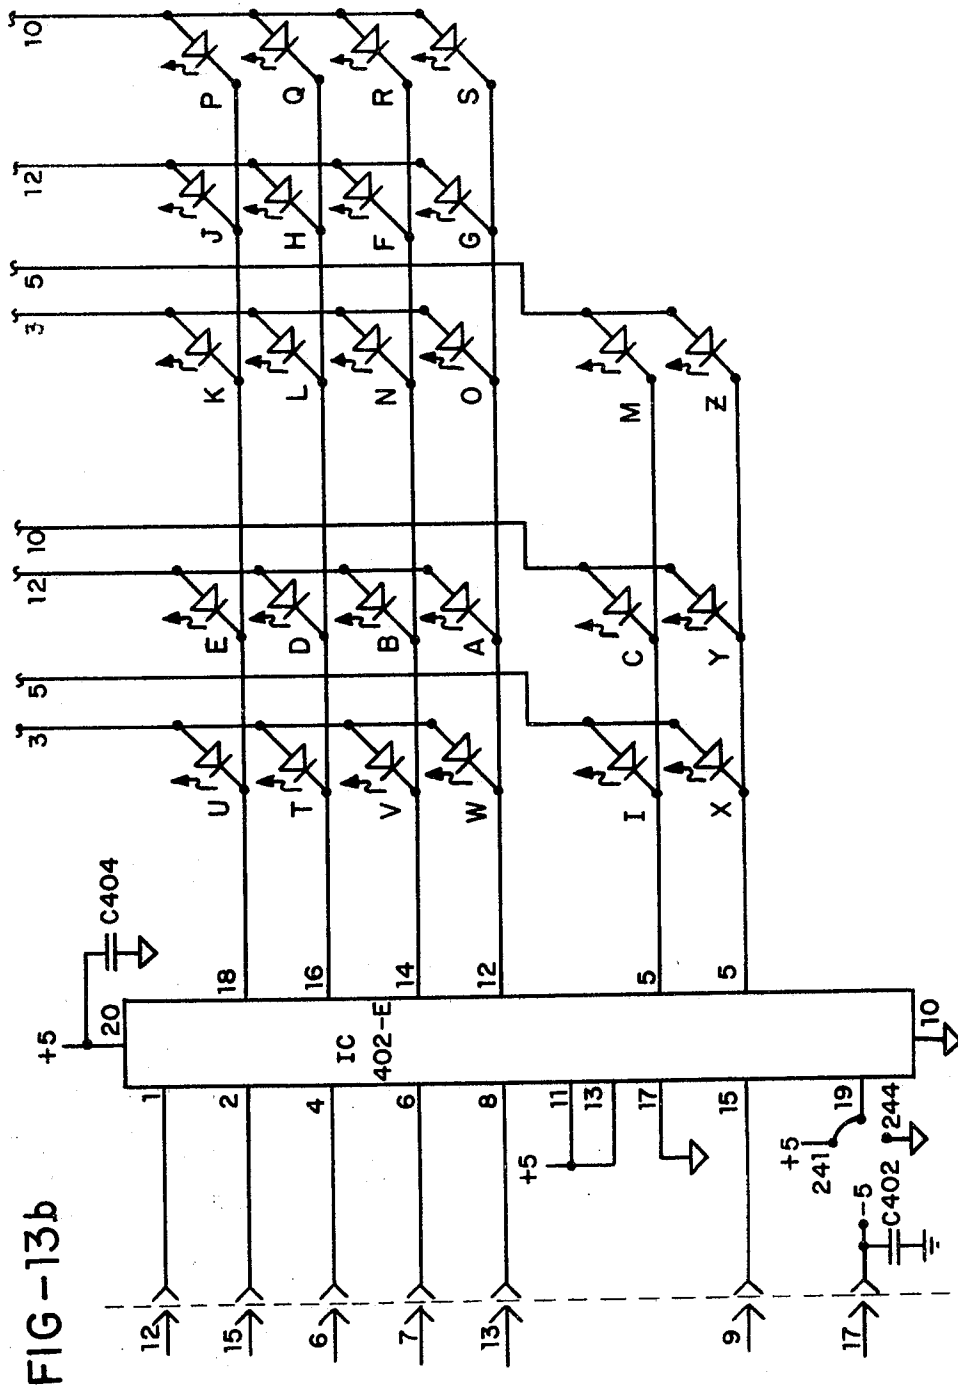 FIG-13b
10
12
5
3
10
12
5
3
P
Q
R
S
J
H
F
G
K
L
N
O
M
Z
E
D
B
A
C
Y
U
T
V
W
I
X
C404
+5
20
18
16
14
12
5
5
IC
402-E
10
1
2
4
6
8
11
13
17
15
19
+5
+5
241
244
-5
C402
12
15
6
7
13
9
17